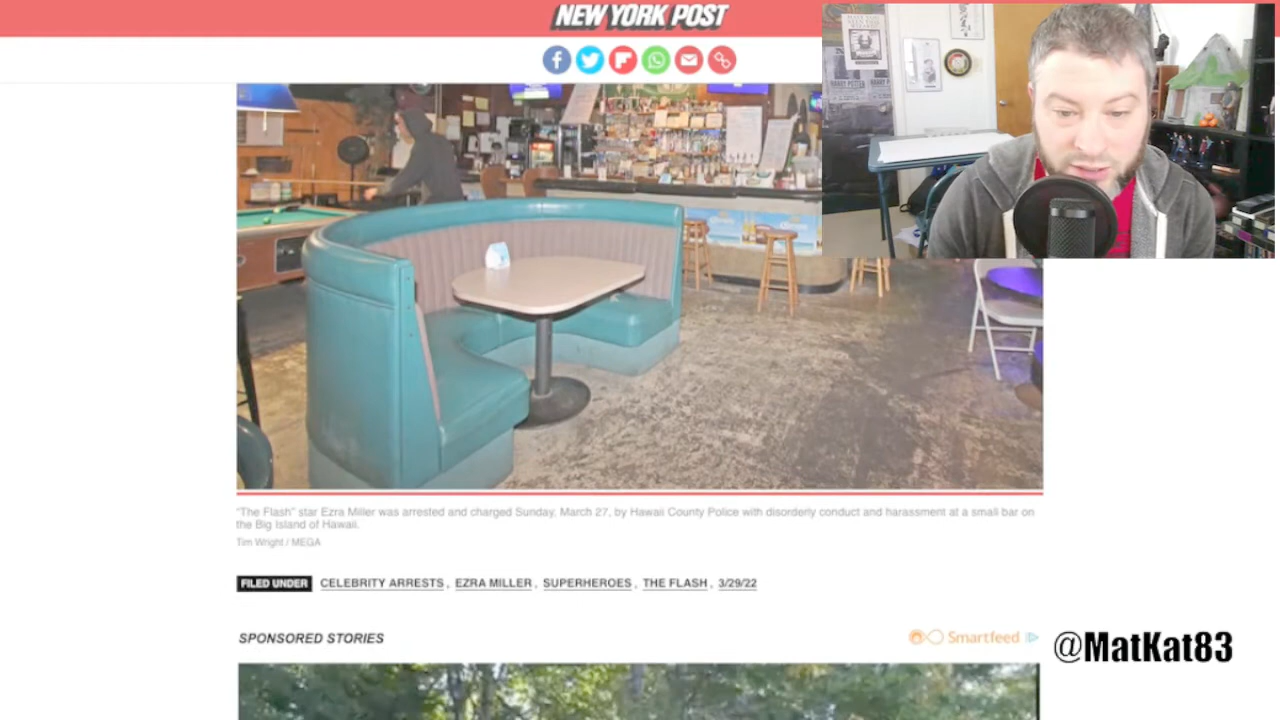 NEW YORK POST
"The Flash" star Ezra Miller was arrested and charged Sunday, March 27, by Hawaii County Police with disorderly conduct and harassment at a small bar on
the Big Island of Hawaii.
Tim Wright / MEGA
FILED UNDER CELEBRITY ARRESTS , EZRA MILLER , SUPERHEROES , THE FLASH , 3/29/22
SPONSORED STORIES
Smartfeed
@MatKat83